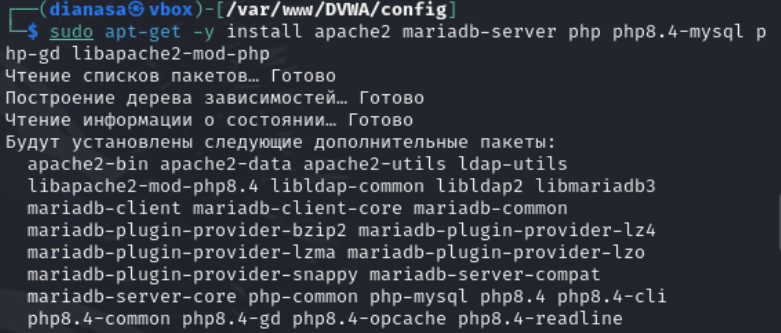 ┌──(dianasa㉿vbox)-[/var/www/DVWA/config]
└─$ sudo apt-get -y install apache2 mariadb-server php php8.4-mysql p
hp-gd libapache2-mod-php
Чтение списков пакетов… Готово
Построение дерева зависимостей… Готово
Чтение информации о состоянии… Готово
Будут установлены следующие дополнительные пакеты:
  apache2-bin apache2-data apache2-utils ldap-utils
  libapache2-mod-php8.4 libldap-common libldap2 libmariadb3
  mariadb-client mariadb-client-core mariadb-common
  mariadb-plugin-provider-bzip2 mariadb-plugin-provider-lz4
  mariadb-plugin-provider-lzma mariadb-plugin-provider-lzo
  mariadb-plugin-provider-snappy mariadb-server-compat
  mariadb-server-core php-common php-mysql php8.4 php8.4-cli
  php8.4-common php8.4-gd php8.4-opcache php8.4-readline